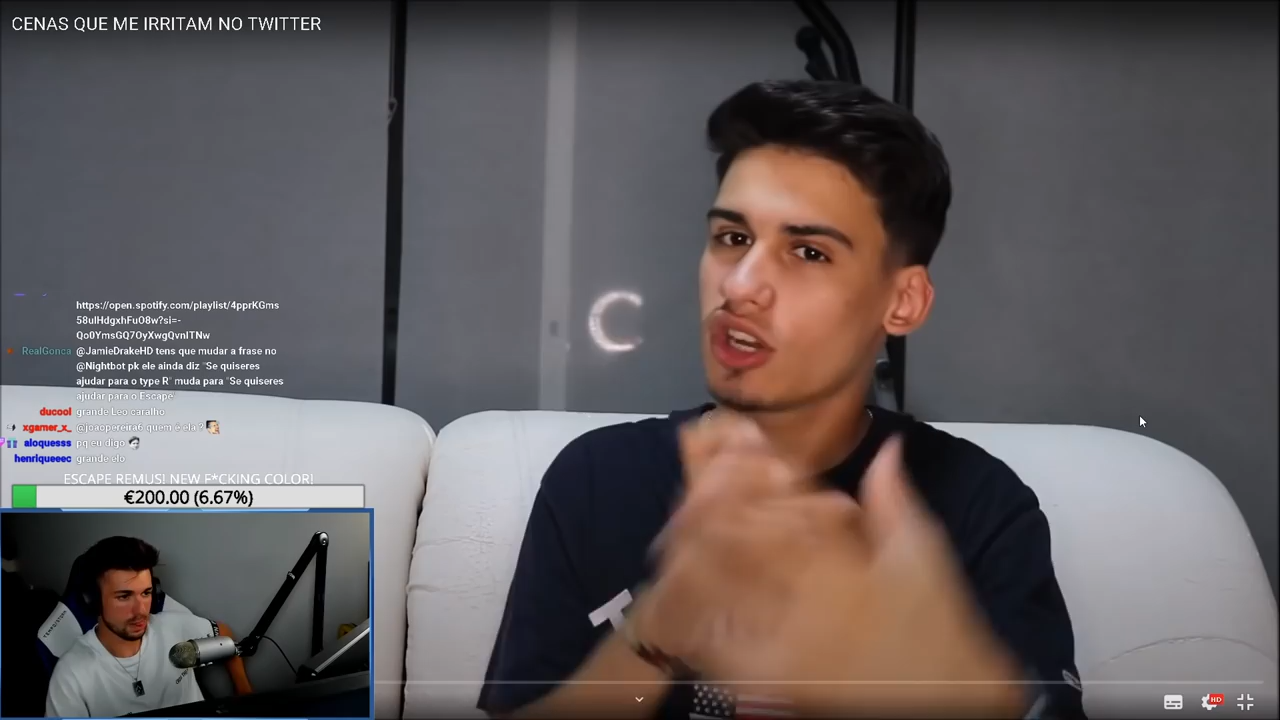 CENAS QUE ME IRRITAM NO TWITTER
https://open.spotify.com/playlist/4pprKGms
58ulHdgxhFuO8w?si=-
Qo0YmsGQ7OyXwgQvnITNw
RealGonca @JamieDrakeHD tens que mudar a frase no
@Nightbot pk ele ainda diz "Se quiseres
ajudar para o type R" muda para "Se quiseres
ajudar para o Escape"
ducool grande Leo caralho
xgamer_x_ @joaopereira6 quem é ela ?
aloquesss pq eu digo
henriqueeec grande elo
ESCAPE REMUS! NEW F*CKING COLOR!
€200.00 (6.67%)
C
T
HD